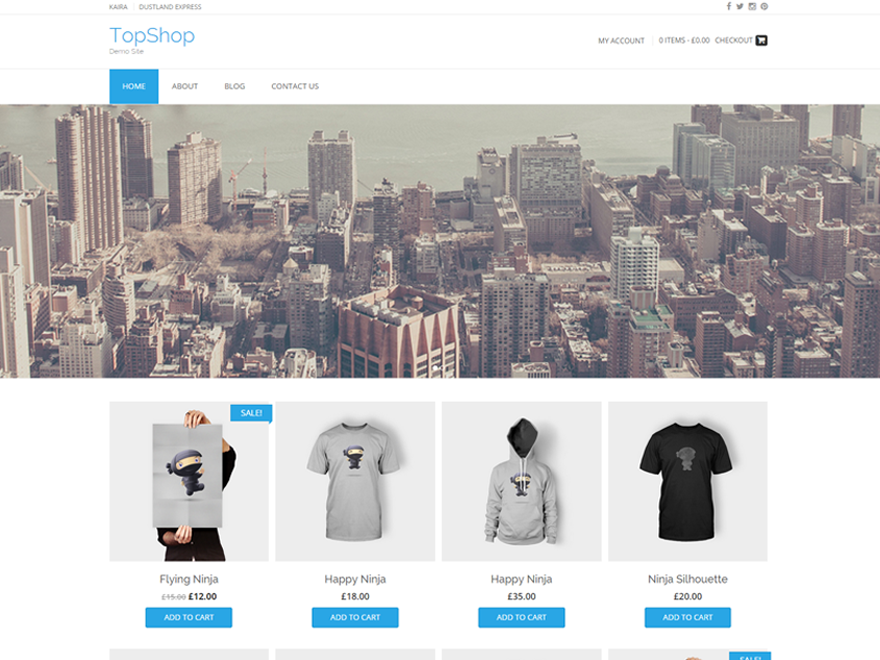 KAIRA DUSTLAND EXPRESS
TopShop
Demo Site
MY ACCOUNT 0 ITEMS - £0.00 CHECKOUT
HOME ABOUT BLOG CONTACT US
SALE!
Flying Ninja
£15.00 £12.00
ADD TO CART
Happy Ninja
£18.00
ADD TO CART
Happy Ninja
£35.00
ADD TO CART
Ninja Silhouette
£20.00
ADD TO CART
SALE!